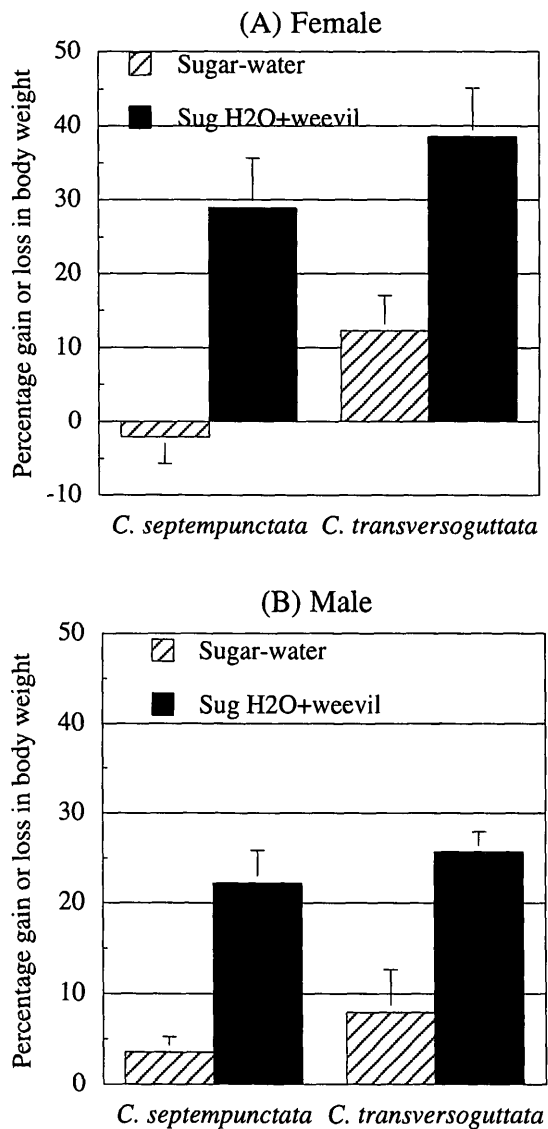 (A) Female
Percentage gain or loss in body weight
50
40
30
20
10
0
-10
Sugar-water
Sug H2O+weevil
C. septempunctata C. transversoguttata
(B) Male
Percentage gain or loss in body weight
50
40
30
20
10
0
Sugar-water
Sug H2O+weevil
C. septempunctata C. transversoguttata